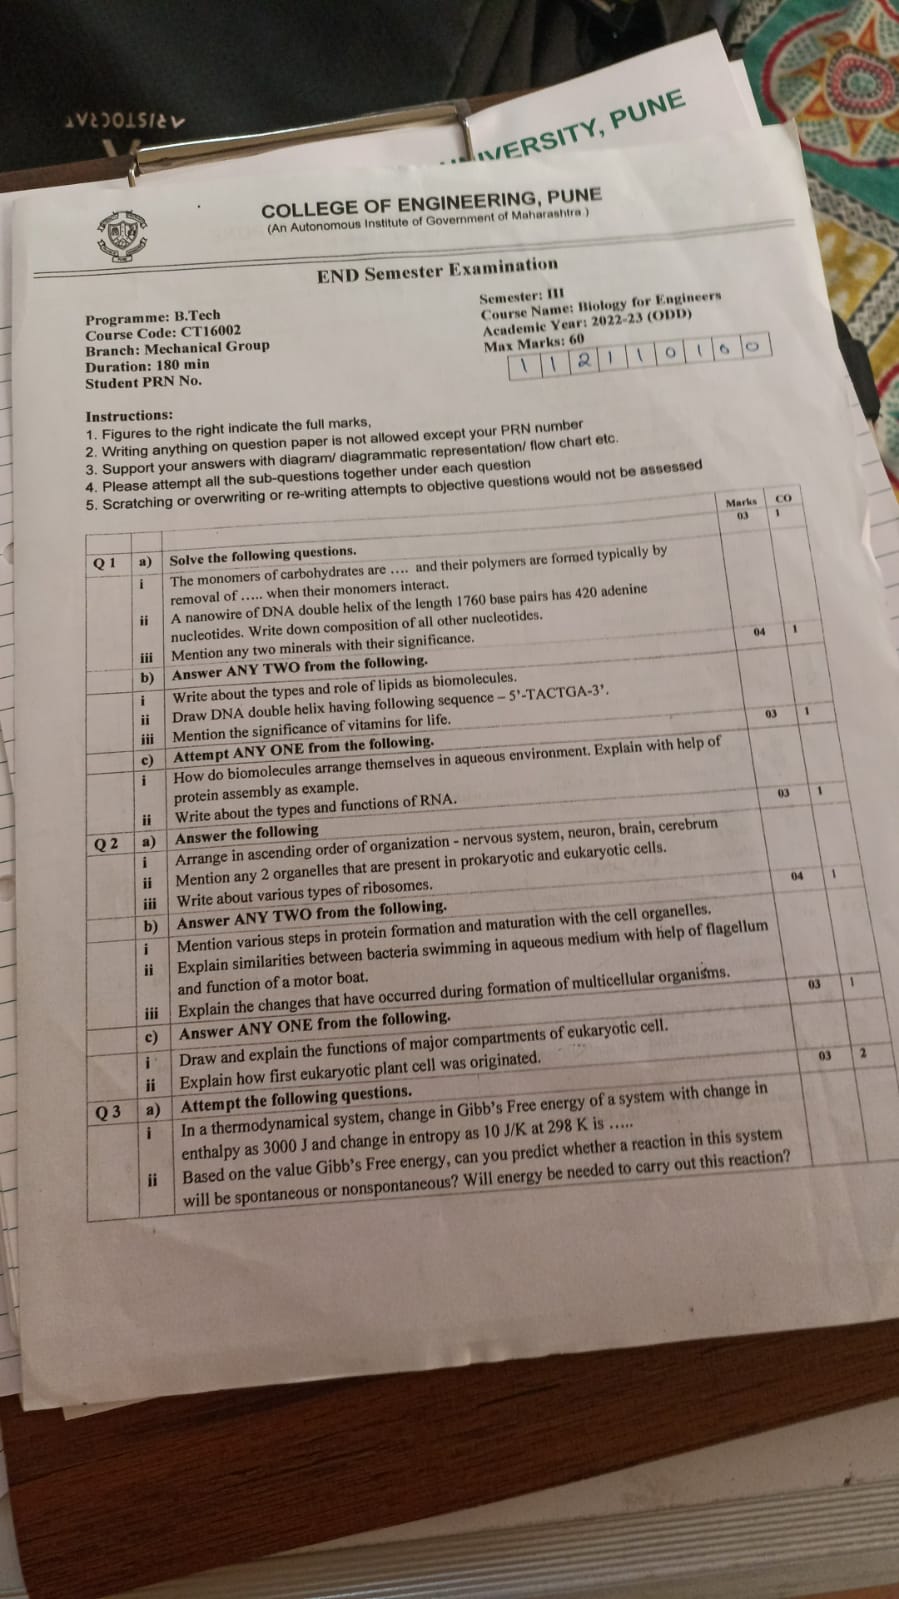 ARISTOCRAT
UNIVERSITY, PUNE
COLLEGE OF ENGINEERING, PUNE
(An Autonomous Institute of Government of Maharashtra.)
END Semester Examination
Programme: B.Tech
Course Code: CT16002
Branch: Mechanical Group
Duration: 180 min
Student PRN No.
Semester: III
Course Name: Biology for Engineers
Academic Year: 2022-23 (ODD)
Max Marks: 60
1 1 2 1 1 0 1 6 0
Instructions:
1. Figures to the right indicate the full marks,
2. Writing anything on question paper is not allowed except your PRN number
3. Support your answers with diagram/ diagrammatic representation/ flow chart etc.
4. Please attempt all the sub-questions together under each question
5. Scratching or overwriting or re-writing attempts to objective questions would not be assessed
Marks CO
Q 1 a) Solve the following questions. 03 1
i The monomers of carbohydrates are .... and their polymers are formed typically by
removal of ..... when their monomers interact.
ii A nanowire of DNA double helix of the length 1760 base pairs has 420 adenine
nucleotides. Write down composition of all other nucleotides.
iii Mention any two minerals with their significance.
b) Answer ANY TWO from the following. 04 1
i Write about the types and role of lipids as biomolecules.
ii Draw DNA double helix having following sequence – 5’-TACTGA-3’.
iii Mention the significance of vitamins for life.
c) Attempt ANY ONE from the following. 03 1
i How do biomolecules arrange themselves in aqueous environment. Explain with help of
protein assembly as example.
ii Write about the types and functions of RNA.
Q 2 a) Answer the following 03 1
i Arrange in ascending order of organization - nervous system, neuron, brain, cerebrum
ii Mention any 2 organelles that are present in prokaryotic and eukaryotic cells.
iii Write about various types of ribosomes.
b) Answer ANY TWO from the following. 04 1
i Mention various steps in protein formation and maturation with the cell organelles.
ii Explain similarities between bacteria swimming in aqueous medium with help of flagellum
and function of a motor boat.
iii Explain the changes that have occurred during formation of multicellular organisms.
c) Answer ANY ONE from the following. 03 1
i Draw and explain the functions of major compartments of eukaryotic cell.
ii Explain how first eukaryotic plant cell was originated.
Q 3 a) Attempt the following questions. 03 2
i In a thermodynamical system, change in Gibb’s Free energy of a system with change in
enthalpy as 3000 J and change in entropy as 10 J/K at 298 K is .....
ii Based on the value Gibb’s Free energy, can you predict whether a reaction in this system
will be spontaneous or nonspontaneous? Will energy be needed to carry out this reaction?